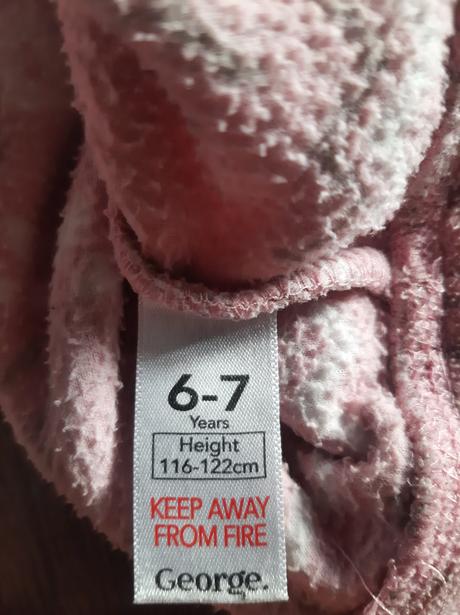 6-7
Years
Height
116-122cm
KEEP AWAY
FROM FIRE
George.